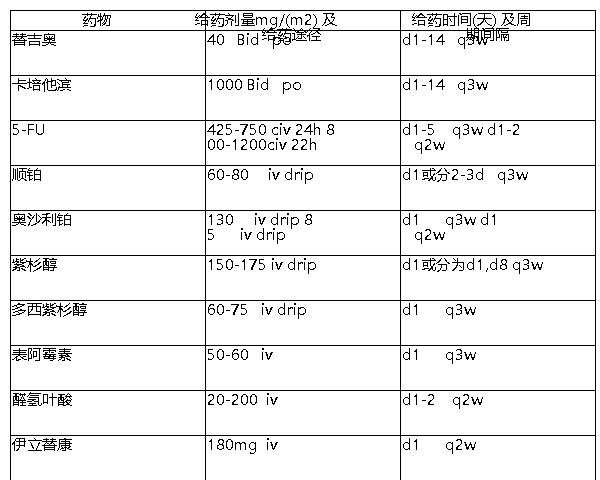 药物 给药剂量mg/(m2) 及 给药时间(天) 及周
给药途径 期间隔
替吉奥 40 Bid po d1-14 q3w
卡培他滨 1000 Bid po d1-14 q3w
5-FU 425-750 civ 24h 8 d1-5 q3w d1-2
00-1200civ 22h q2w
顺铂 60-80 iv drip d1或分2-3d q3w
奥沙利铂 130 iv drip 8 d1 q3w d1
5 iv drip q2w
紫杉醇 150-175 iv drip d1或分为d1,d8 q3w
多西紫杉醇 60-75 iv drip d1 q3w
表阿霉素 50-60 iv d1 q3w
醛氢叶酸 20-200 iv d1-2 q2w
伊立替康 180mg iv d1 q2w